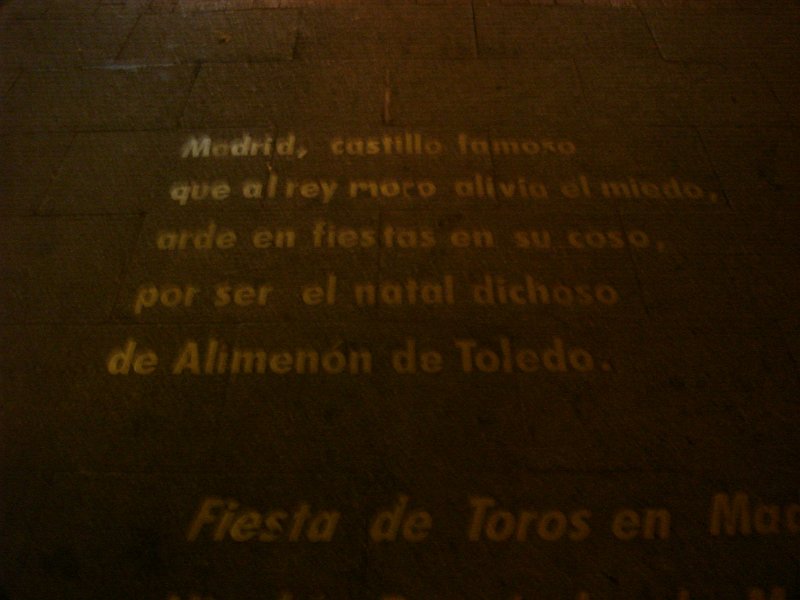 Madrid, castillo famoso
que al rey moro alivia el miedo,
arde en fiestas en su coso,
por ser el natal dichoso
de Alimenón de Toledo.
Fiesta de Toros en